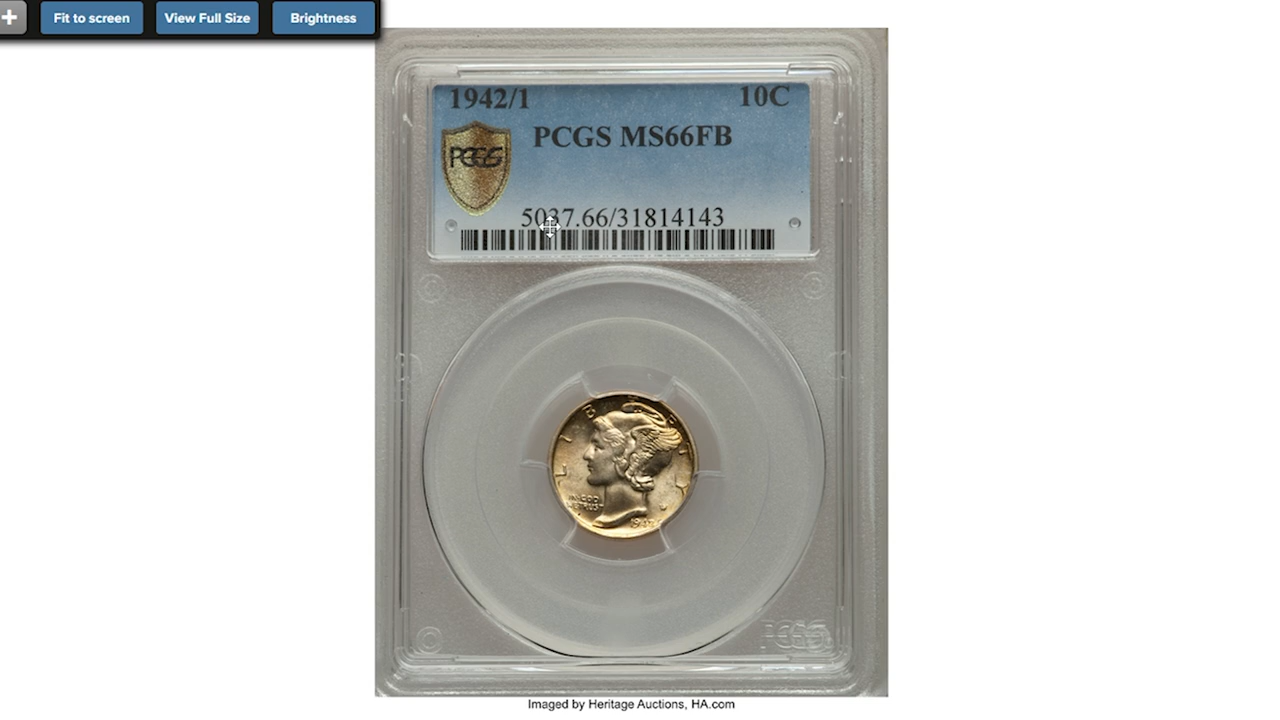 Fit to screen
View Full Size
Brightness
1942/1
10C
PCGS MS66FB
PCGS
5037.66/31814143
LIBERTY
IN GOD
WE TRUST
1942
PCGS
Imaged by Heritage Auctions, HA.com